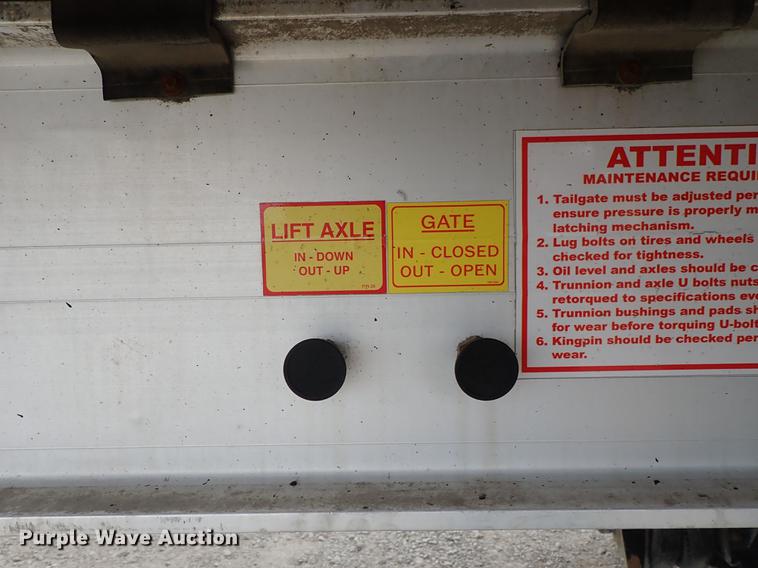 LIFT AXLE
IN - DOWN
OUT - UP
GATE
IN - CLOSED
OUT - OPEN
ATTENTI
MAINTENANCE REQUI
1. Tailgate must be adjusted per
ensure pressure is properly m
latching mechanism.
2. Lug bolts on tires and wheels
checked for tightness.
3. Oil level and axles should be c
4. Trunnion and axle U bolts nuts
retorqued to specifications eve
5. Trunnion bushings and pads sh
for wear before torquing U-bolt
6. Kingpin should be checked per
wear.
Purple Wave Auction